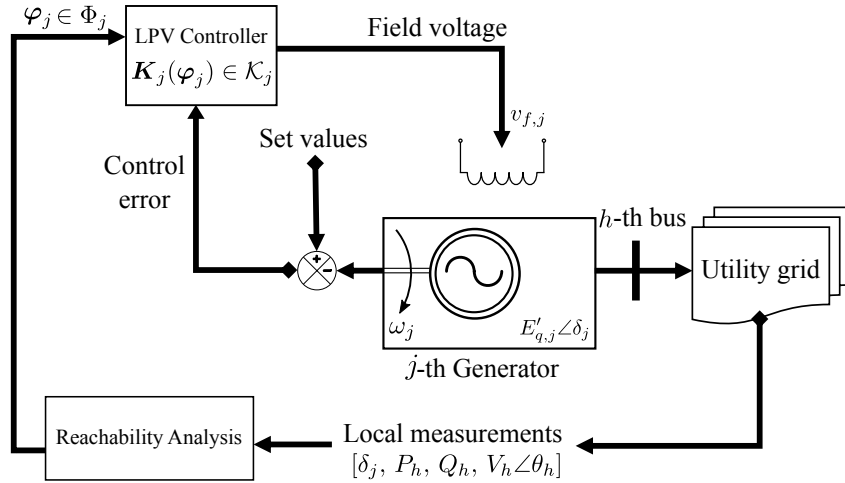 φ_j ∈ Φ_j
LPV Controller
K_j(φ_j) ∈ 𝒦_j
Field voltage
v_{f,j}
Set values
Control
error
+
−
h-th bus
Utility grid
ω_j
E′_{q,j}∠δ_j
j-th Generator
Reachability Analysis
Local measurements
[δ_j, P_h, Q_h, V_h∠θ_h]